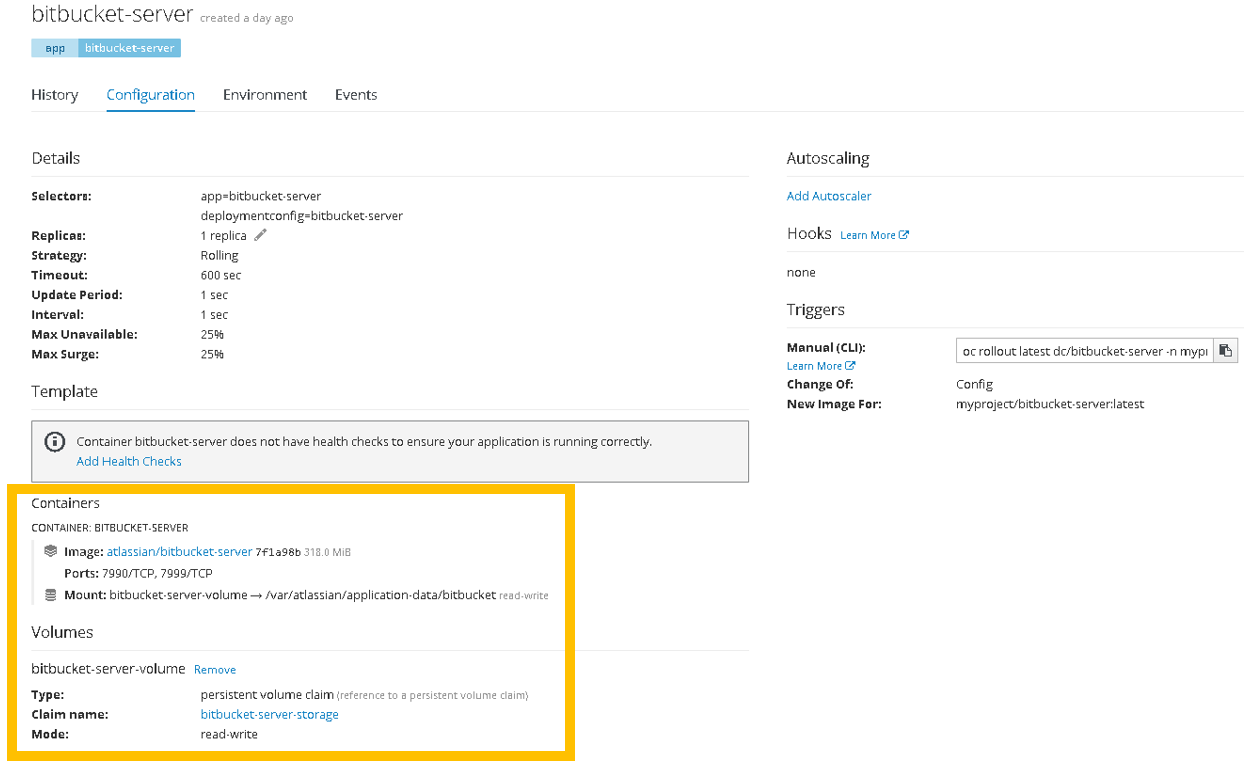 bitbucket-server created a day ago
app bitbucket-server
History Configuration Environment Events
Details
Selectors: app=bitbucket-server
deploymentconfig=bitbucket-server
Replicas: 1 replica
Strategy: Rolling
Timeout: 600 sec
Update Period: 1 sec
Interval: 1 sec
Max Unavailable: 25%
Max Surge: 25%
Template
Container bitbucket-server does not have health checks to ensure your application is running correctly.
Add Health Checks
Containers
CONTAINER: BITBUCKET-SERVER
Image: atlassian/bitbucket-server 7f1a98b 318.0 MiB
Ports: 7990/TCP, 7999/TCP
Mount: bitbucket-server-volume → /var/atlassian/application-data/bitbucket read-write
Volumes
bitbucket-server-volume Remove
Type: persistent volume claim (reference to a persistent volume claim)
Claim name: bitbucket-server-storage
Mode: read-write
Autoscaling
Add Autoscaler
Hooks Learn More
none
Triggers
Manual (CLI): oc rollout latest dc/bitbucket-server -n mypr
Learn More
Change Of: Config
New Image For: myproject/bitbucket-server:latest